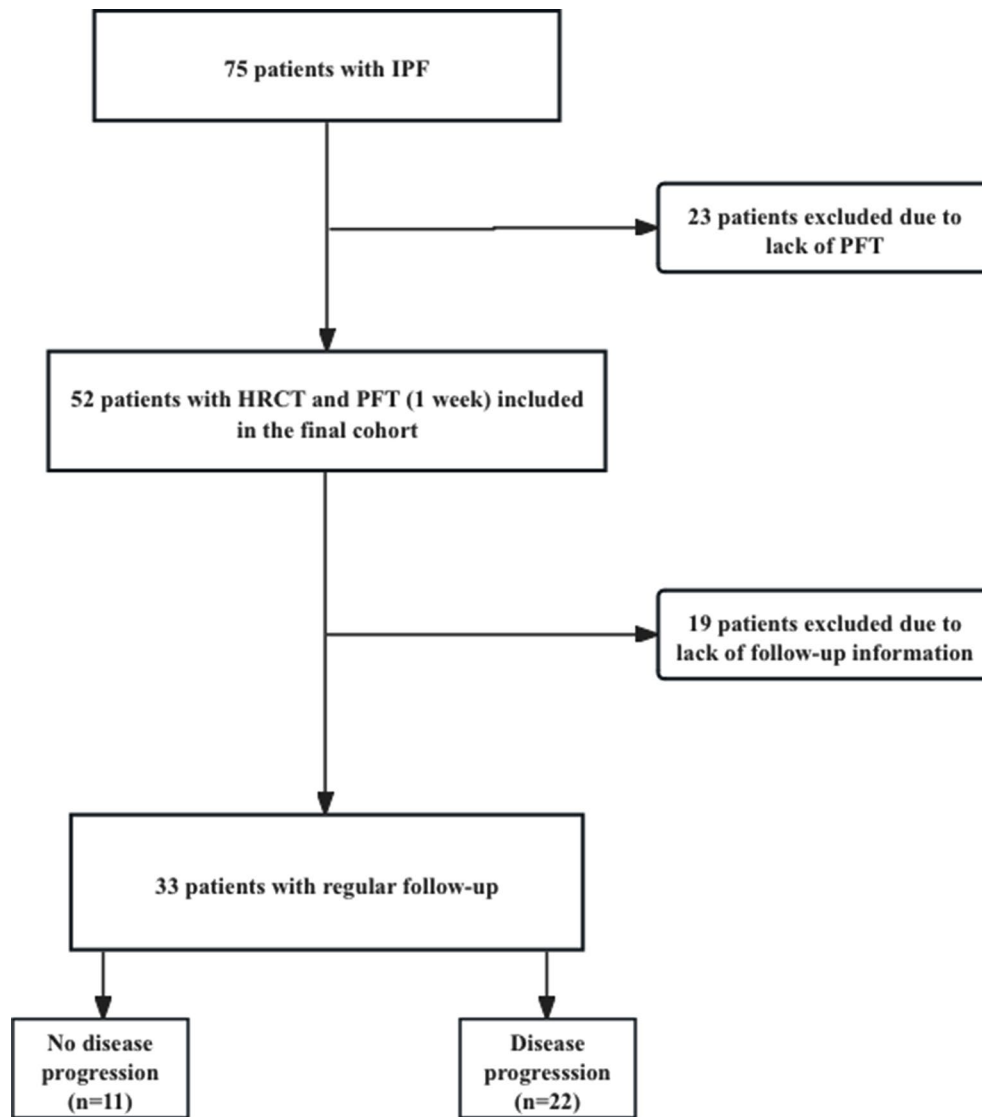 75 patients with IPF
23 patients excluded due to
lack of PFT
52 patients with HRCT and PFT (1 week) included
in the final cohort
19 patients excluded due to
lack of follow-up information
33 patients with regular follow-up
No disease
progression
(n=11)
Disease
progresssion
(n=22)